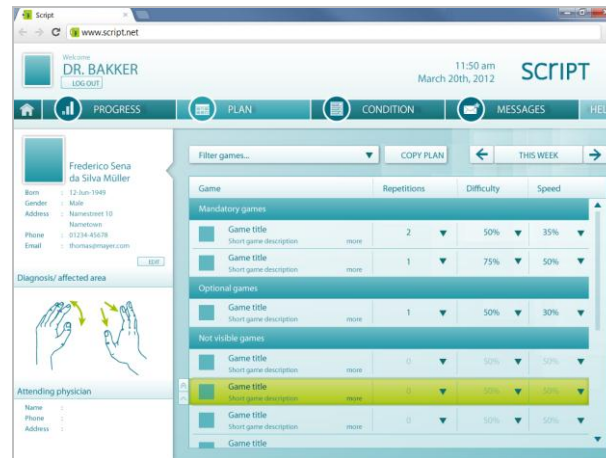 Script
www.script.net
Welcome
DR. BAKKER
LOG OUT
11:50 am
March 20th, 2012
SCRIPT
PROGRESS
PLAN
CONDITION
MESSAGES
HEL
Frederico Sena
da Silva Müller
Born : 12-Jun-1949
Gender : Male
Address : Namestreet 10
Nametown
Phone : 01234-45678
Email : thomas@mayer.com
EDIT
Diagnosis/ affected area
Attending physician
Name :
Phone :
Address :
Filter games...
COPY PLAN
THIS WEEK
Game Repetitions Difficulty Speed
Mandatory games
Game title
Short game description more 2 50% 35%
Game title
Short game description more 1 75% 50%
Optional games
Game title
Short game description more 1 50% 30%
Not visible games
Game title
Short game description more 0 50% 50%
Game title
Short game description more 0 50% 50%
Game title
Short game description more 0 50% 50%
Game title